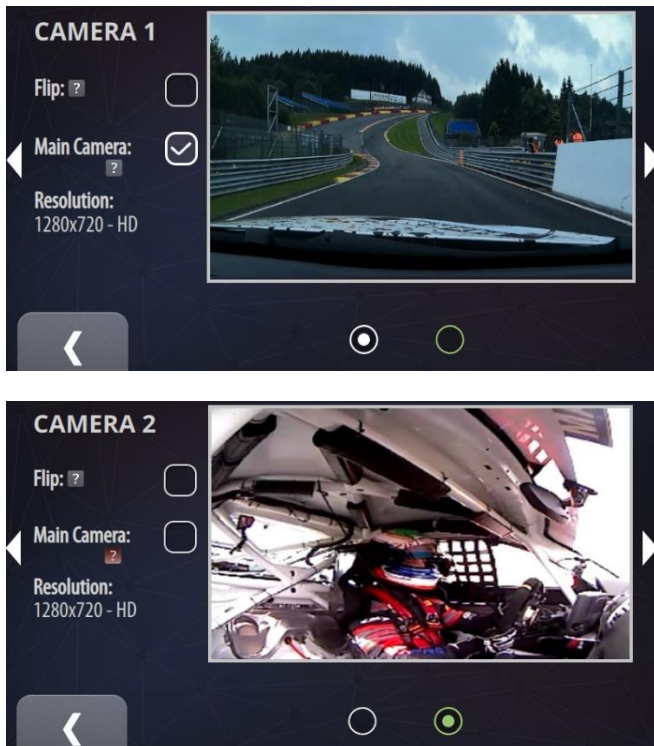 CAMERA 1
Flip: ?
Main Camera:
?
Resolution:
1280x720 - HD
CAMERA 2
Flip: ?
Main Camera:
?
Resolution:
1280x720 - HD